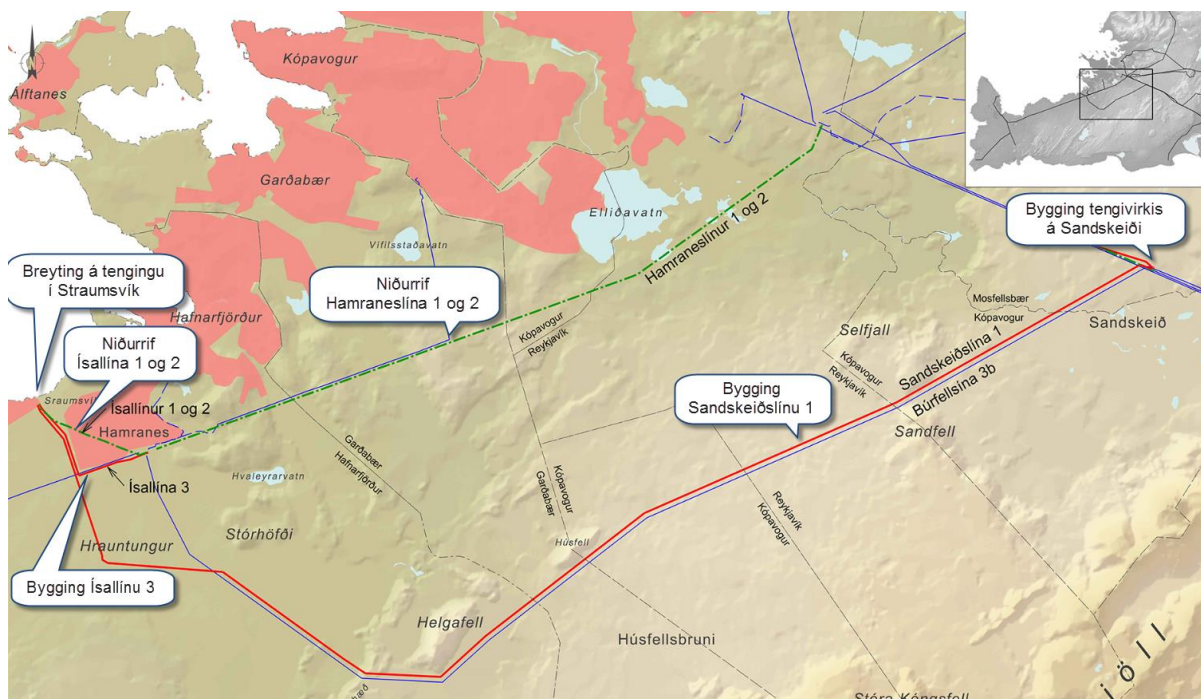 N
Álftanes
Kópavogur
Garðabær
Elliðavatn
Vífilsstaðavatn
Hamraneslínur 1 og 2
Bygging tengivirkis
á Sandskeiði
Breyting á tengingu
í Straumsvík
Niðurrif
Hamraneslína 1 og 2
Hafnarfjörður
Niðurrif
Ísallína 1 og 2
Mosfellsbær
Kópavogur
Sandskeið
Selfjall
Kópavogur
Reykjavík
Kópavogur
Reykjavík
Sandskeiðslína 1
Búrfellsína 3b
Bygging
Sandskeiðslínu 1
Sandfell
Ísallínur 1 og 2
Hamranes
Ísallína 3
Hvaleyrarvatn
Garðabær
Hafnarfjörður
Kópavogur
Garðabær
Reykjavík
Kópavogur
Stórhöfði
Hrauntungur
Húsfell
Bygging Ísallínu 3
Helgafell
Húsfellsbruni